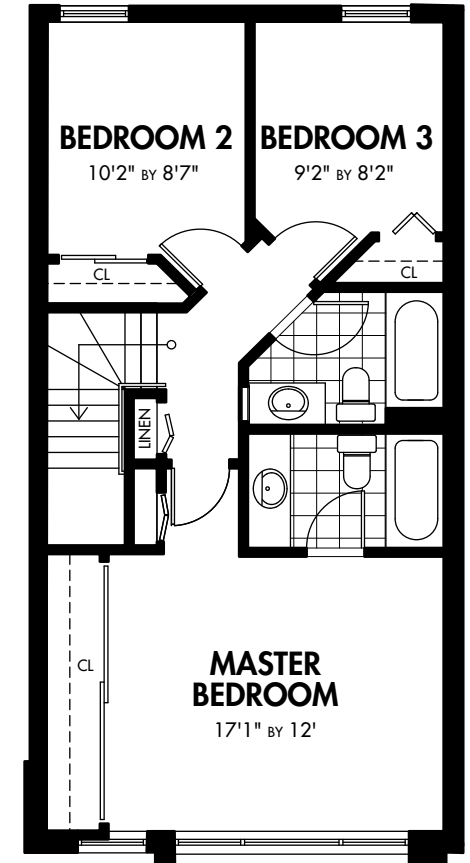 BEDROOM 2
10'2" BY 8'7"
BEDROOM 3
9'2" BY 8'2"
CL
CL
LINEN
CL
MASTER
BEDROOM
17'1" BY 12'